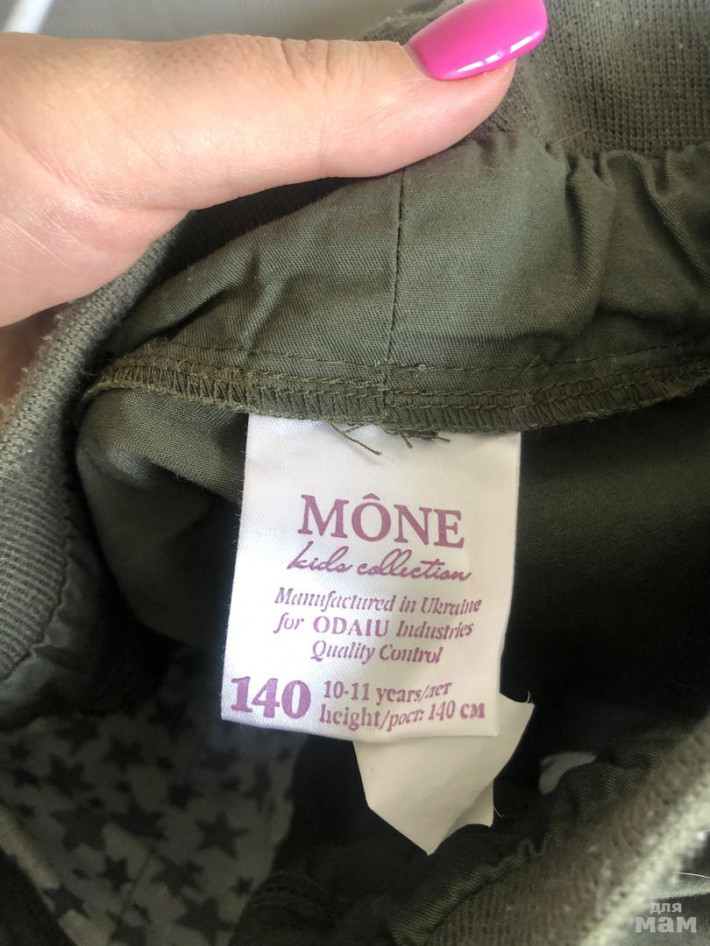 MÔNE
kids collection
Manufactured in Ukraine
for ODAIU Industries
Quality Control
140 10-11 years/лет
height/рост: 140 см
для
мам